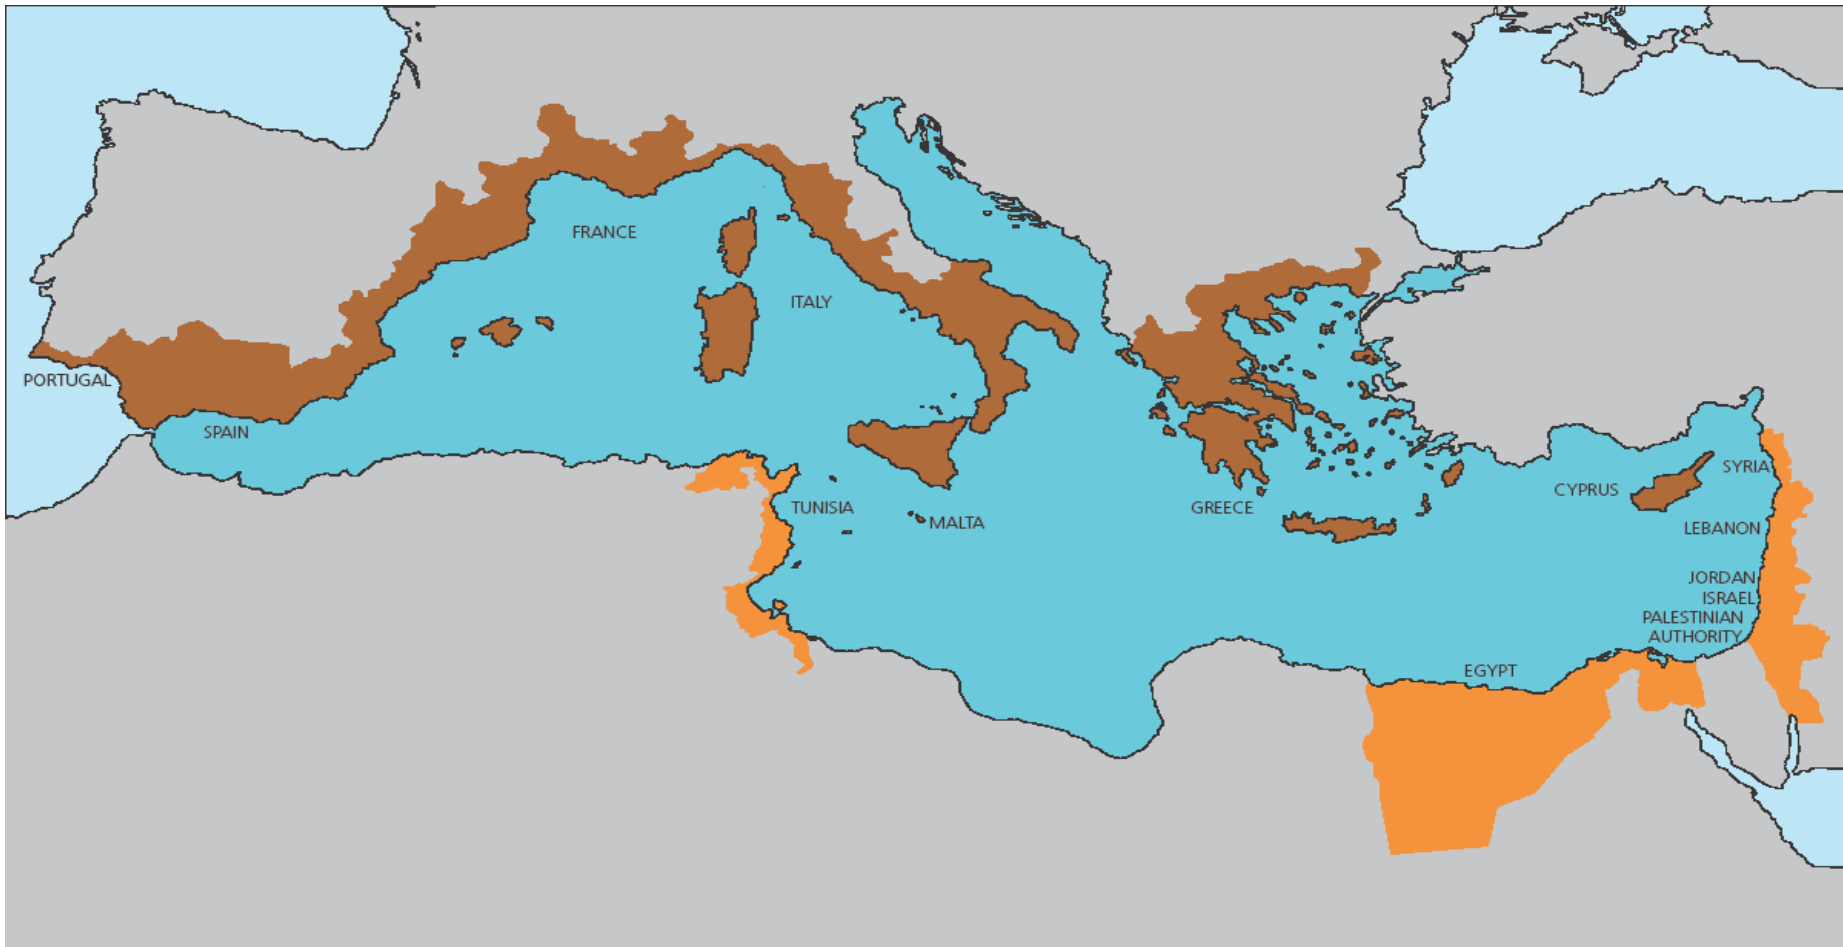 FRANCE
ITALY
PORTUGAL
SPAIN
SYRIA
CYPRUS
TUNISIA
MALTA
GREECE
LEBANON
JORDAN
ISRAEL
PALESTINIAN
AUTHORITY
EGYPT